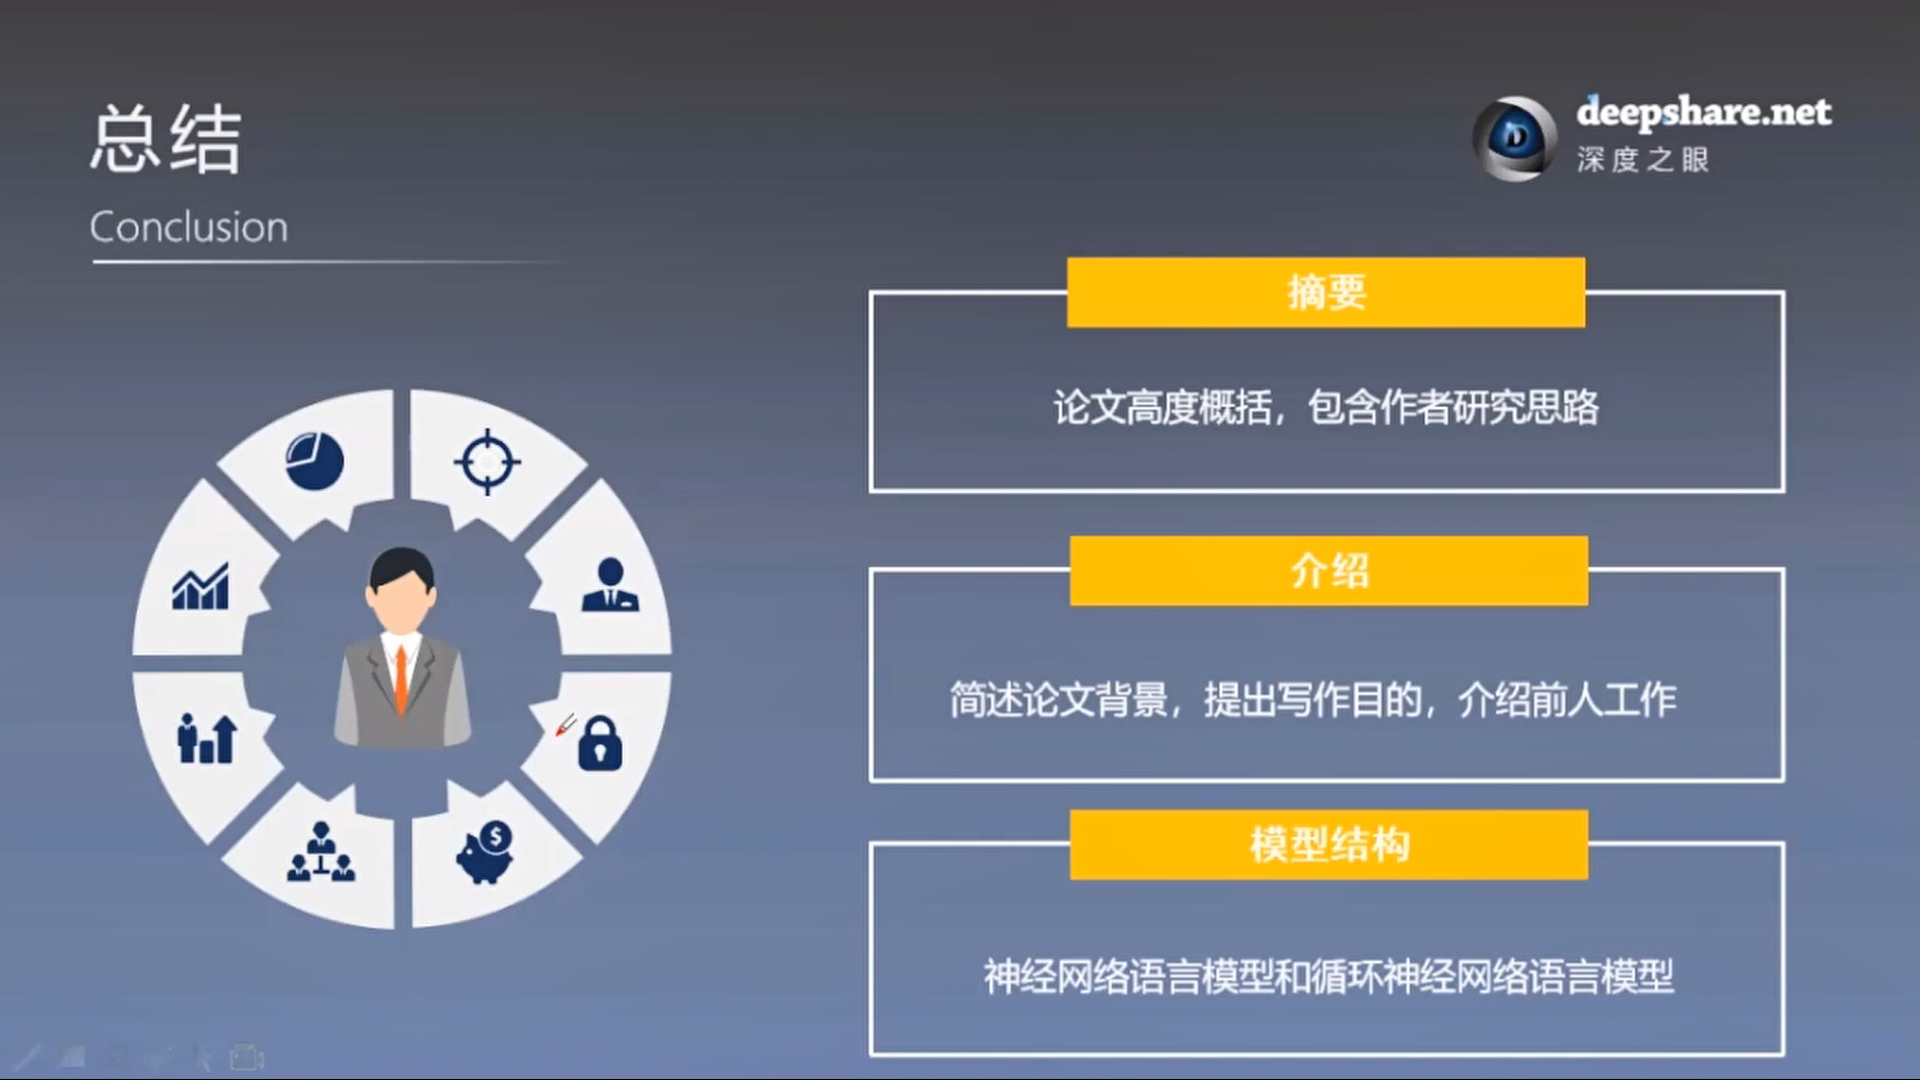 总结
Conclusion
deepshare.net
深度之眼
摘要
论文高度概括，包含作者研究思路
介绍
简述论文背景，提出写作目的，介绍前人工作
模型结构
神经网络语言模型和循环神经网络语言模型
D
$